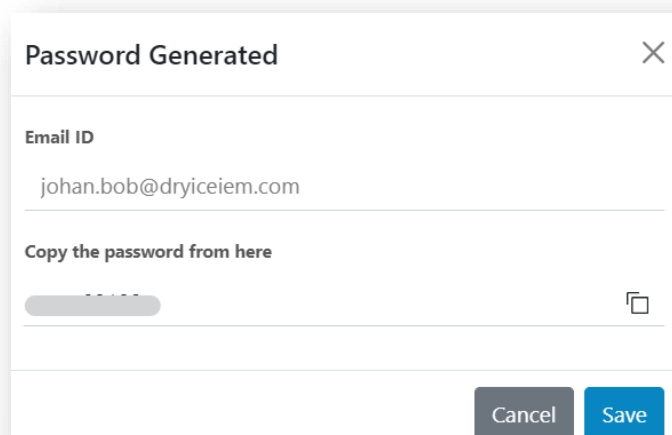 Password Generated
Email ID
johan.bob@dryiceiem.com
Copy the password from here
Cancel Save